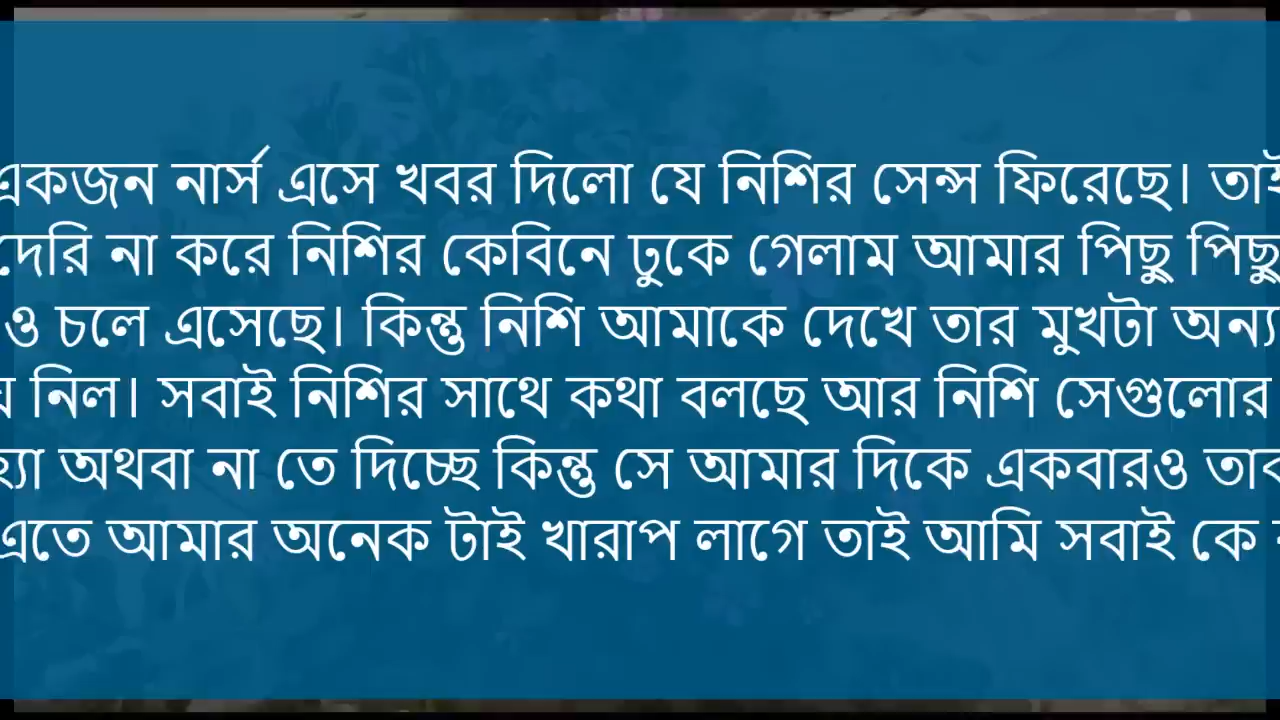 একজন নার্স এসে খবর দিলো যে নিশির সেন্স ফিরেছে।
দেরি না করে নিশির কেবিনে ঢুকে গেলাম আমার পিছু পিছু
ও চলে এসেছে। কিন্তু নিশি আমাকে দেখে তার মুখটা
নিল। সবাই নিশির সাথে কথা বলছে আর নিশি সেগুলোর
অথবা না তে দিচ্ছে কিন্তু সে আমার দিকে একবারও
এতে আমার অনেক টাই খারাপ লাগে তাই আমি সবাই কে